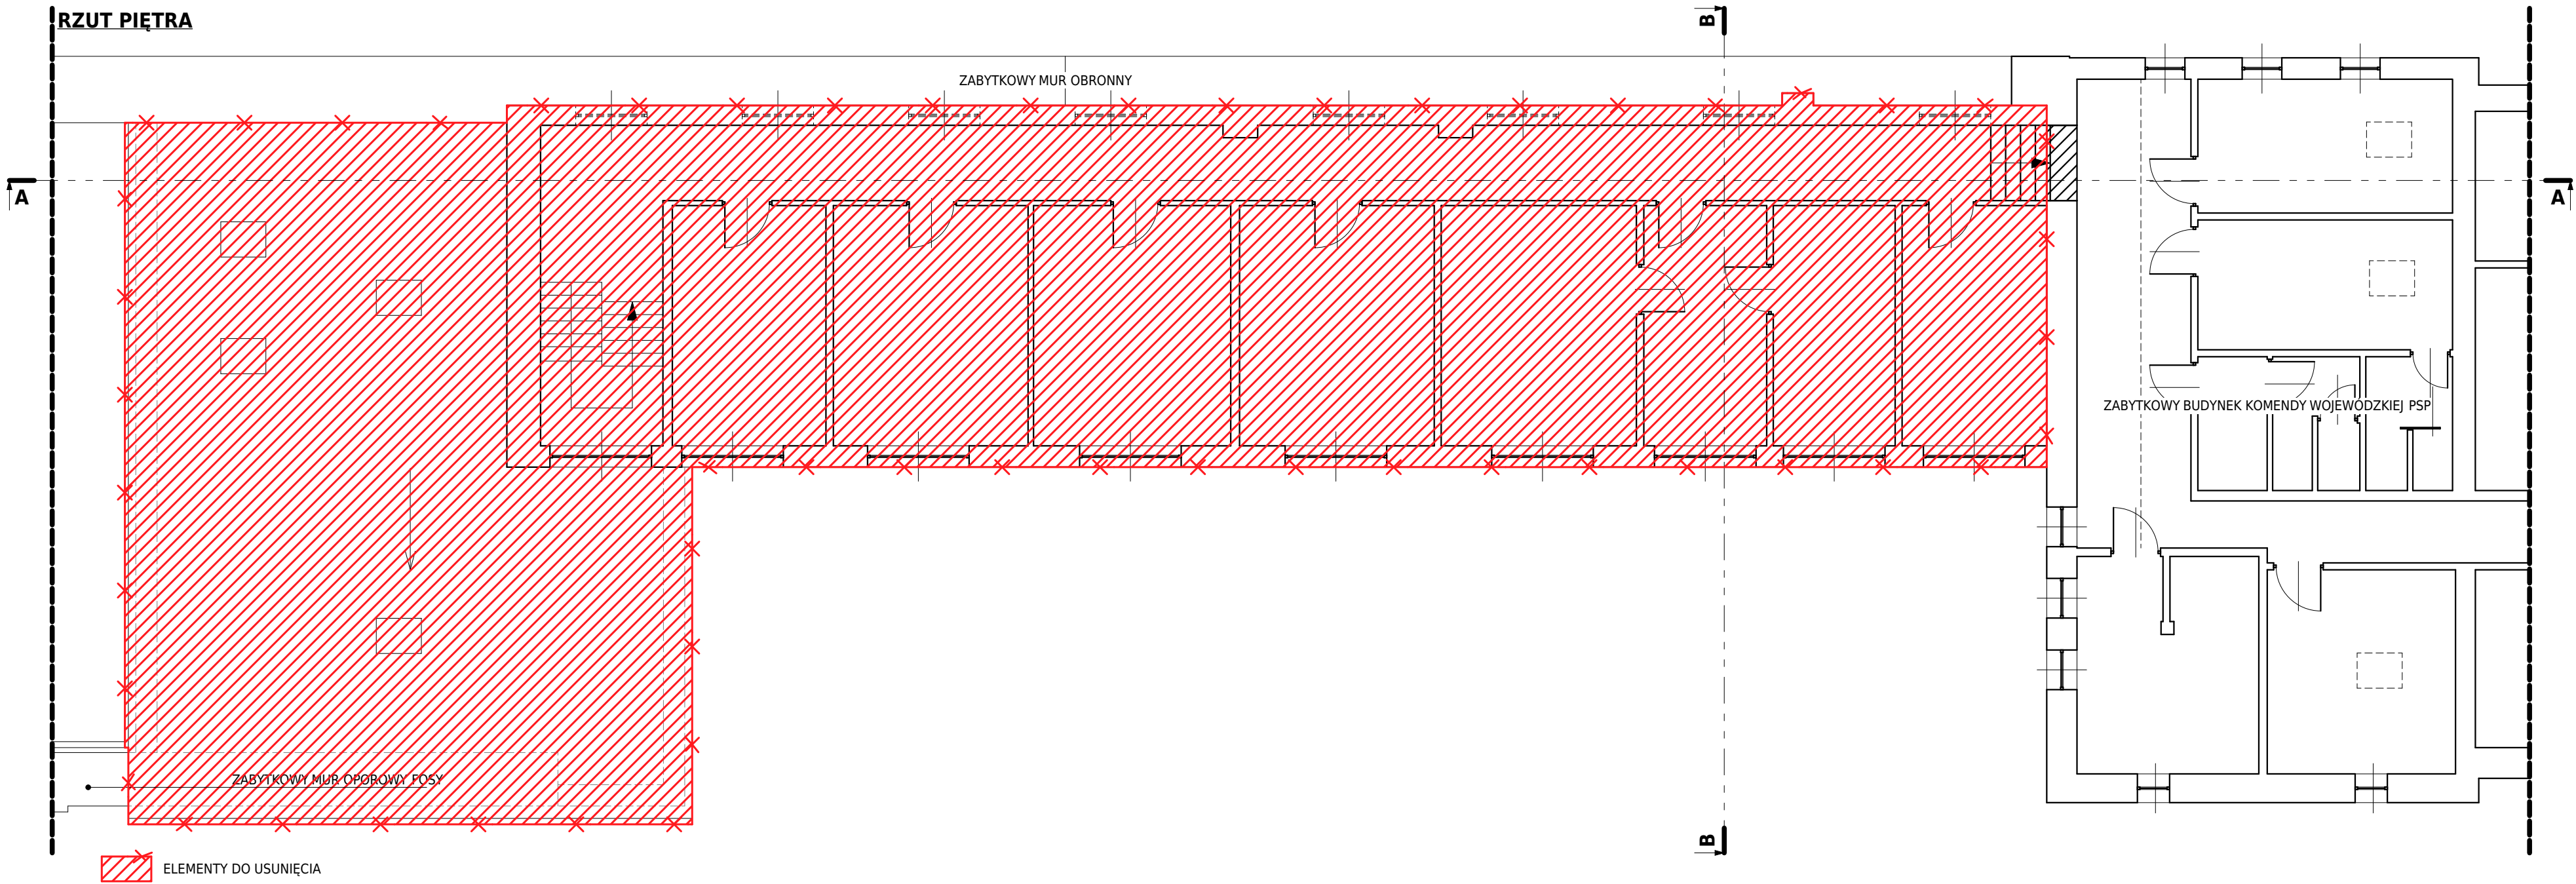 RZUT PIĘTRA
B
ZABYTKOWY MUR OBRONNY
A
A
ZABYTKOWY BUDYNEK KOMENDY WOJEWÓDZKIEJ PSP
ZABYTKOWY MUR OPOROWY FOSY
B
ELEMENTY DO USUNIĘCIA